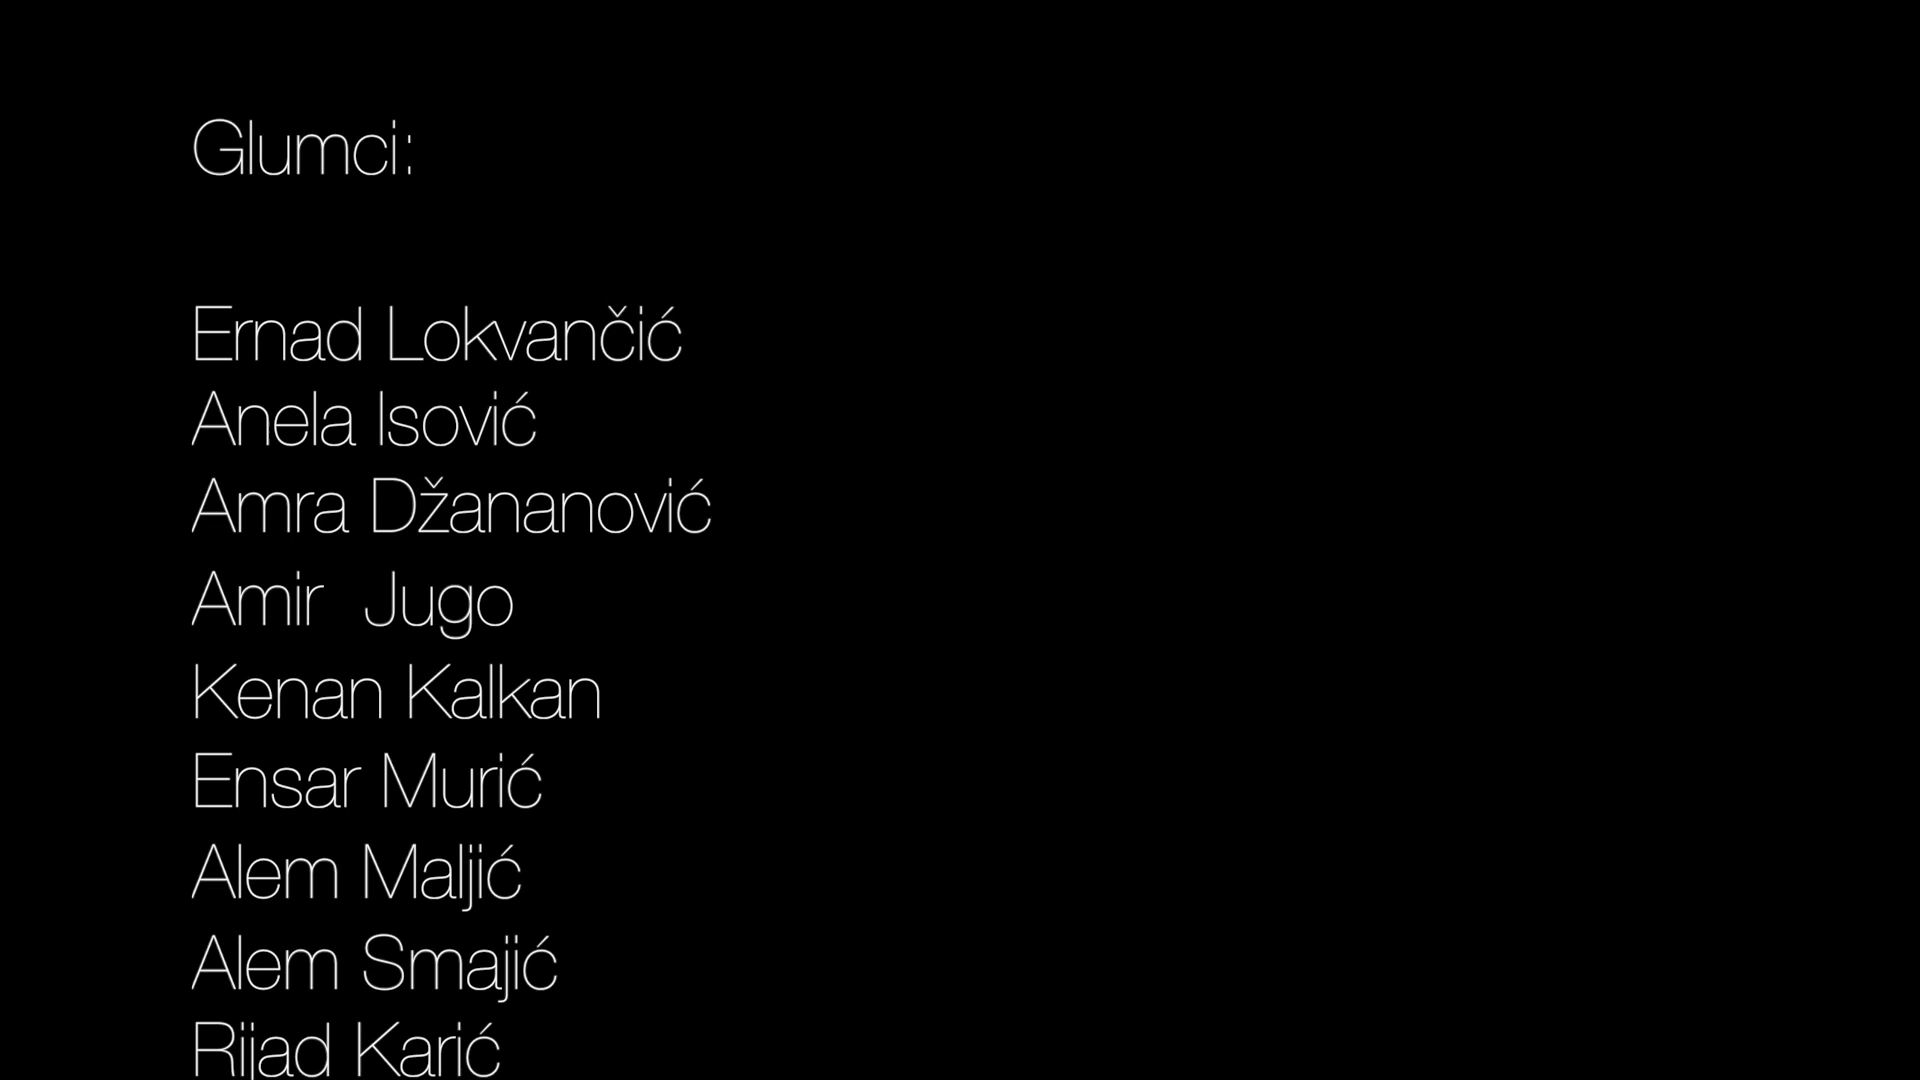 Glumci:
Ernad Lokvančić
Anela Isović
Amra Džananović
Amir  Jugo
Kenan Kalkan
Ensar Murić
Alem Maljić
Alem Smajić
Rijad Karić